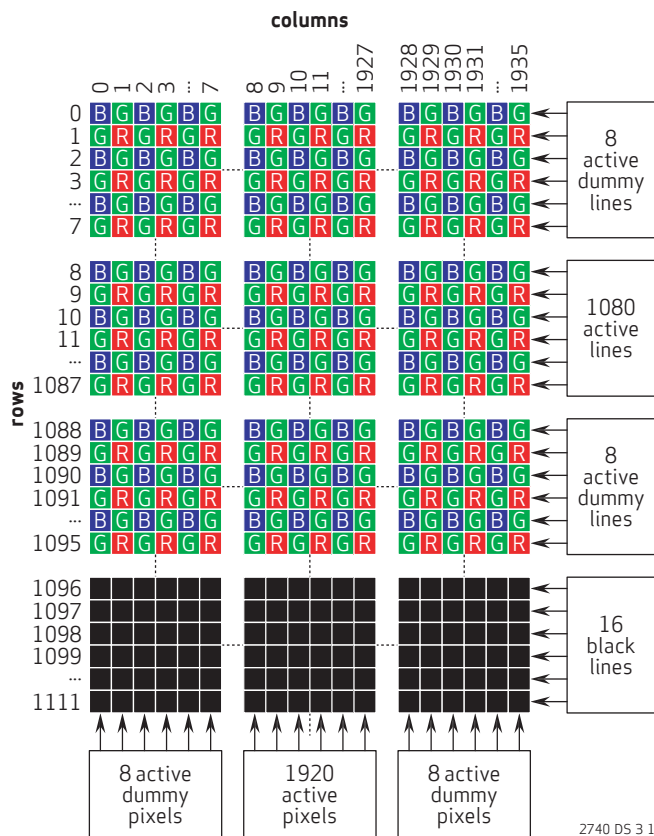 columns
0 1 2 3 ... 7 8 9 10 11 ... 1927 1928 1929 1930 1931 ... 1935
rows
0 B G B G B G B G B G B G B G B G B G
1 G R G R G R G R G R G R G R G R G R
2 B G B G B G B G B G B G B G B G B G
3 G R G R G R G R G R G R G R G R G R
... B G B G B G B G B G B G B G B G B G
7 G R G R G R G R G R G R G R G R G R
8
active
dummy
lines
8 B G B G B G B G B G B G B G B G B G
9 G R G R G R G R G R G R G R G R G R
10 B G B G B G B G B G B G B G B G B G
11 G R G R G R G R G R G R G R G R G R
... B G B G B G B G B G B G B G B G B G
1087 G R G R G R G R G R G R G R G R G R
1080
active
lines
1088 B G B G B G B G B G B G B G B G B G
1089 G R G R G R G R G R G R G R G R G R
1090 B G B G B G B G B G B G B G B G B G
1091 G R G R G R G R G R G R G R G R G R
... B G B G B G B G B G B G B G B G B G
1095 G R G R G R G R G R G R G R G R G R
8
active
dummy
lines
1096
1097
1098
1099
...
1111
16
black
lines
8 active
dummy
pixels
1920
active
pixels
8 active
dummy
pixels
2740 DS 3 1